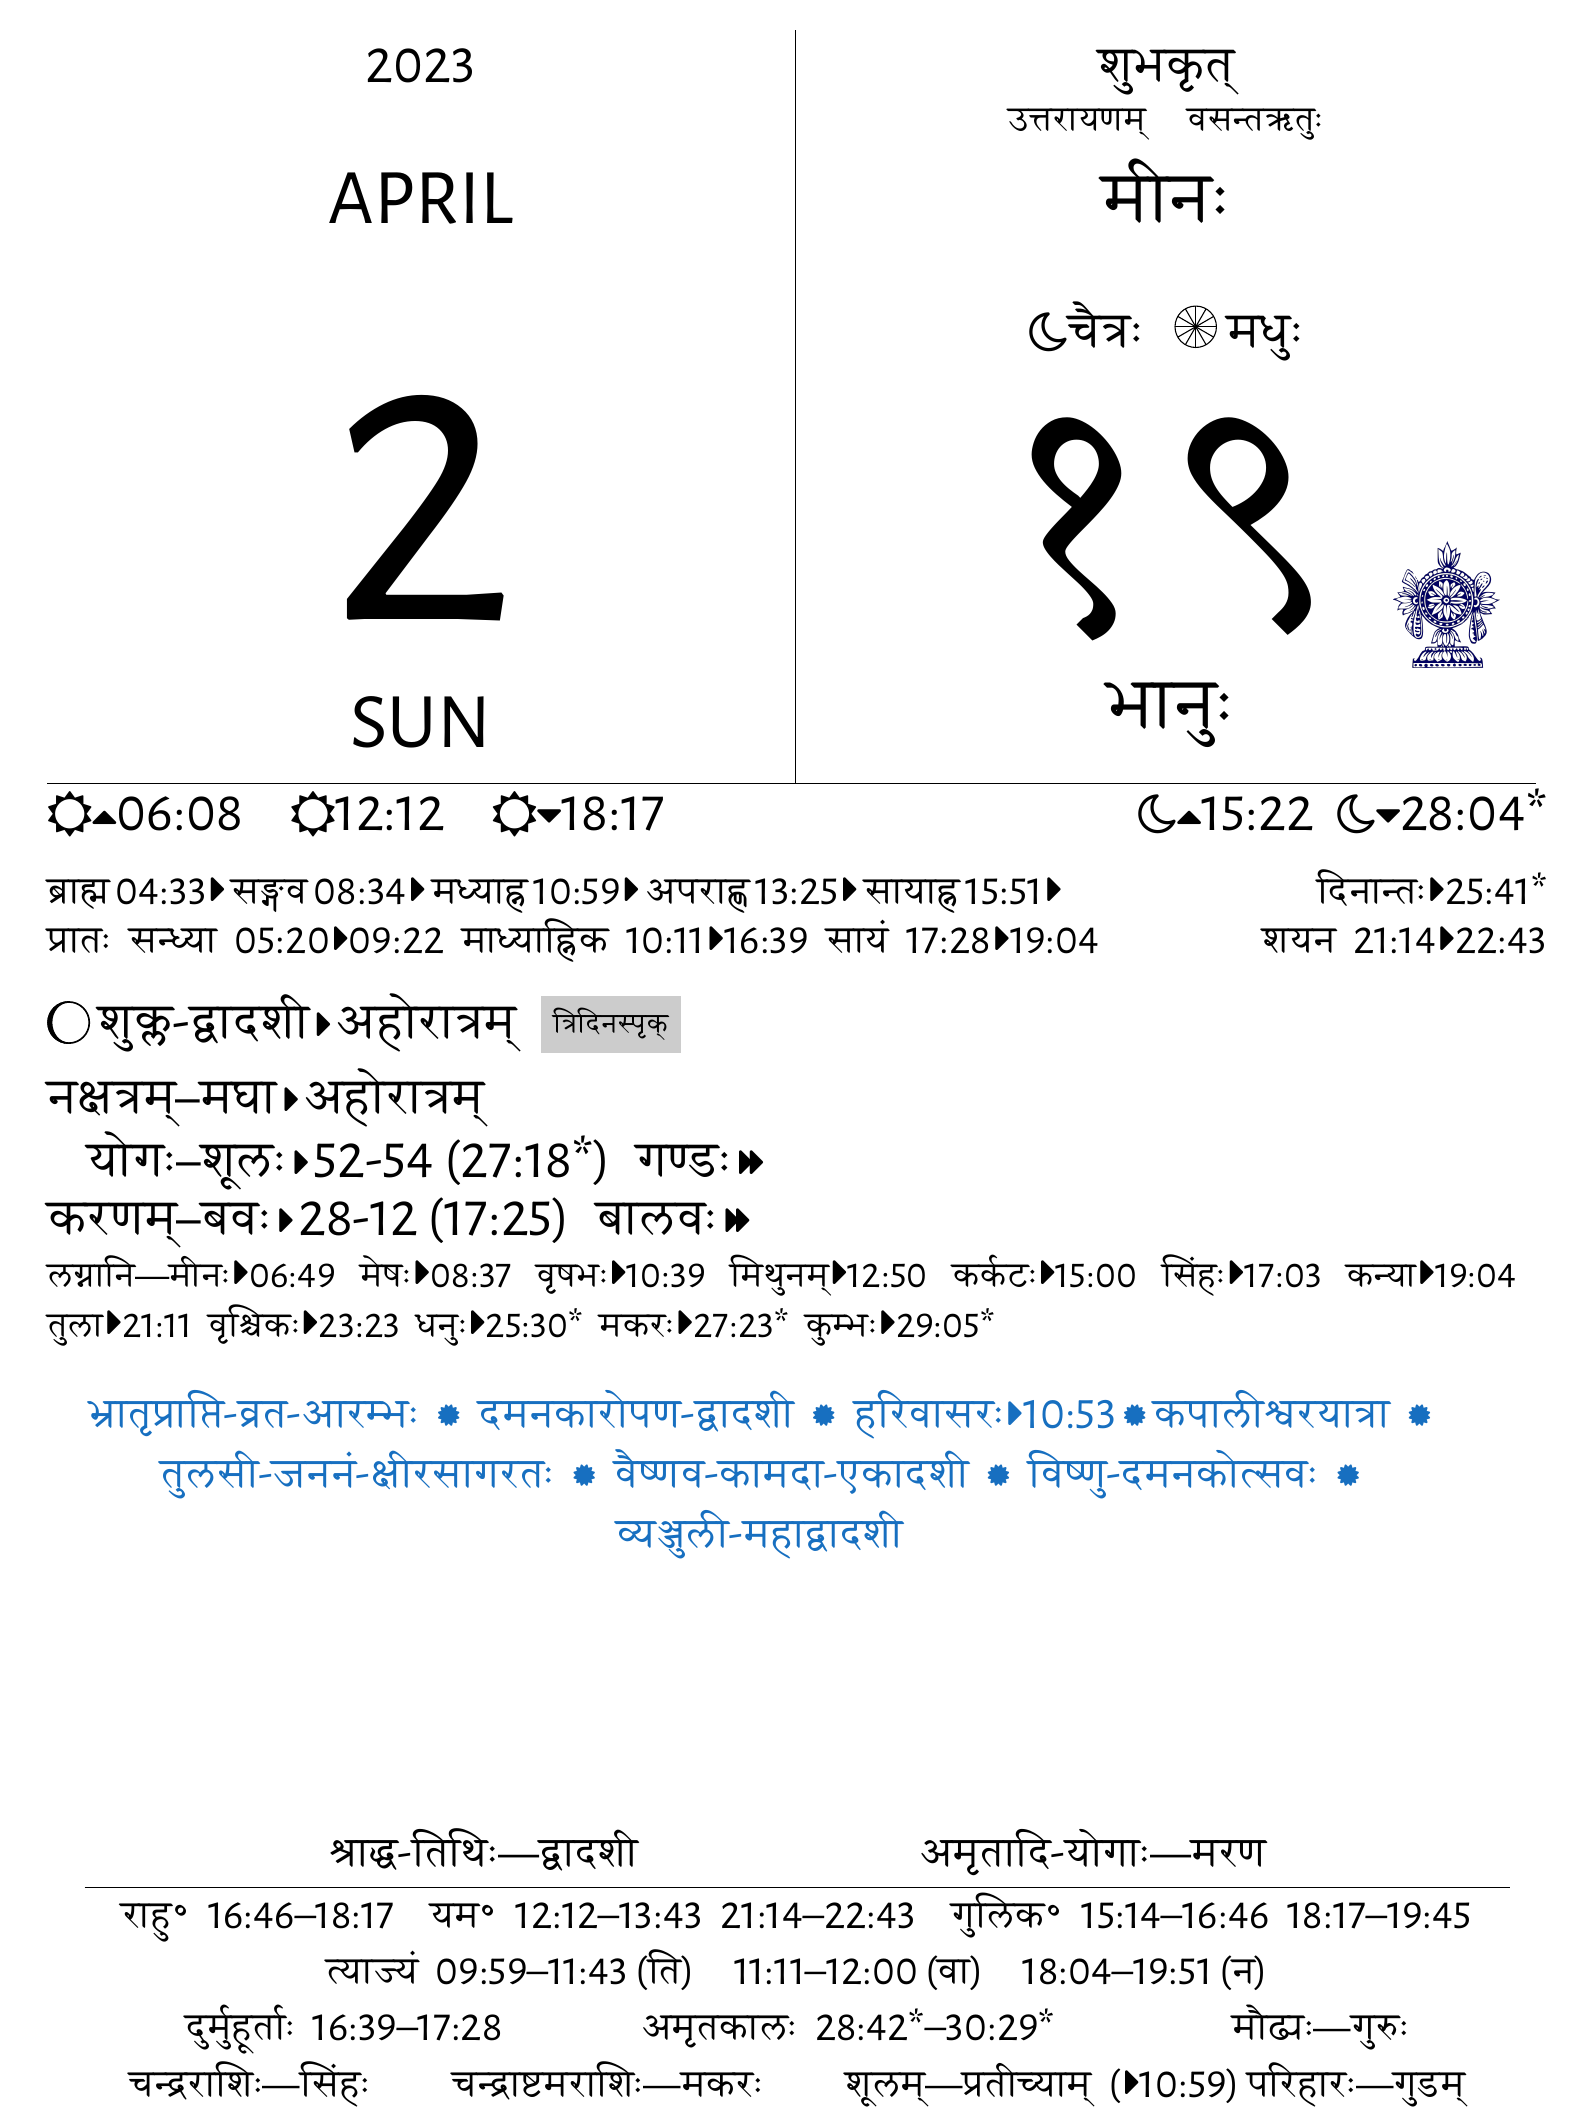 2023
APRIL
2
SUN
शुभकृत्
उत्तरायणम् वसन्तऋतुः
मीनः
चैत्रः मधुः
१९
भानुः
06:08 12:12 18:17 15:22 28:04*
ब्राह्म 04:33 सङ्गव 08:34 मध्याह्न 10:59 अपराह्ण 13:25 सायाह्न 15:51 दिनान्तः 25:41*
प्रातः सन्ध्या 05:20 09:22 माध्याह्निक 10:11 16:39 सायं 17:28 19:04 शयन 21:14 22:43
शुक्ल-द्वादशी अहोरात्रम् त्रिदिनस्पृक्
नक्षत्रम्–मघा अहोरात्रम्
योगः–शूलः 52-54 (27:18*) गण्डः
करणम्–बवः 28-12 (17:25) बालवः
लग्नानि—मीनः 06:49 मेषः 08:37 वृषभः 10:39 मिथुनम् 12:50 कर्कटः 15:00 सिंहः 17:03 कन्या 19:04
तुला 21:11 वृश्चिकः 23:23 धनुः 25:30* मकरः 27:23* कुम्भः 29:05*
भ्रातृप्राप्ति-व्रत-आरम्भः दमनकारोपण-द्वादशी हरिवासरः 10:53 कपालीश्वरयात्रा
तुलसी-जननं-क्षीरसागरतः वैष्णव-कामदा-एकादशी विष्णु-दमनकोत्सवः
व्यञ्जुली-महाद्वादशी
श्राद्ध-तिथिः—द्वादशी अमृतादि-योगाः—मरण
राहु॰ 16:46–18:17 यम॰ 12:12–13:43 21:14–22:43 गुलिक॰ 15:14–16:46 18:17–19:45
त्याज्यं 09:59–11:43 (ति) 11:11–12:00 (वा) 18:04–19:51 (न)
दुर्मुहूर्ताः 16:39–17:28 अमृतकालः 28:42*–30:29* मौढ्यः—गुरुः
चन्द्रराशिः—सिंहः चन्द्राष्टमराशिः—मकरः शूलम्—प्रतीच्याम् (10:59) परिहारः—गुडम्